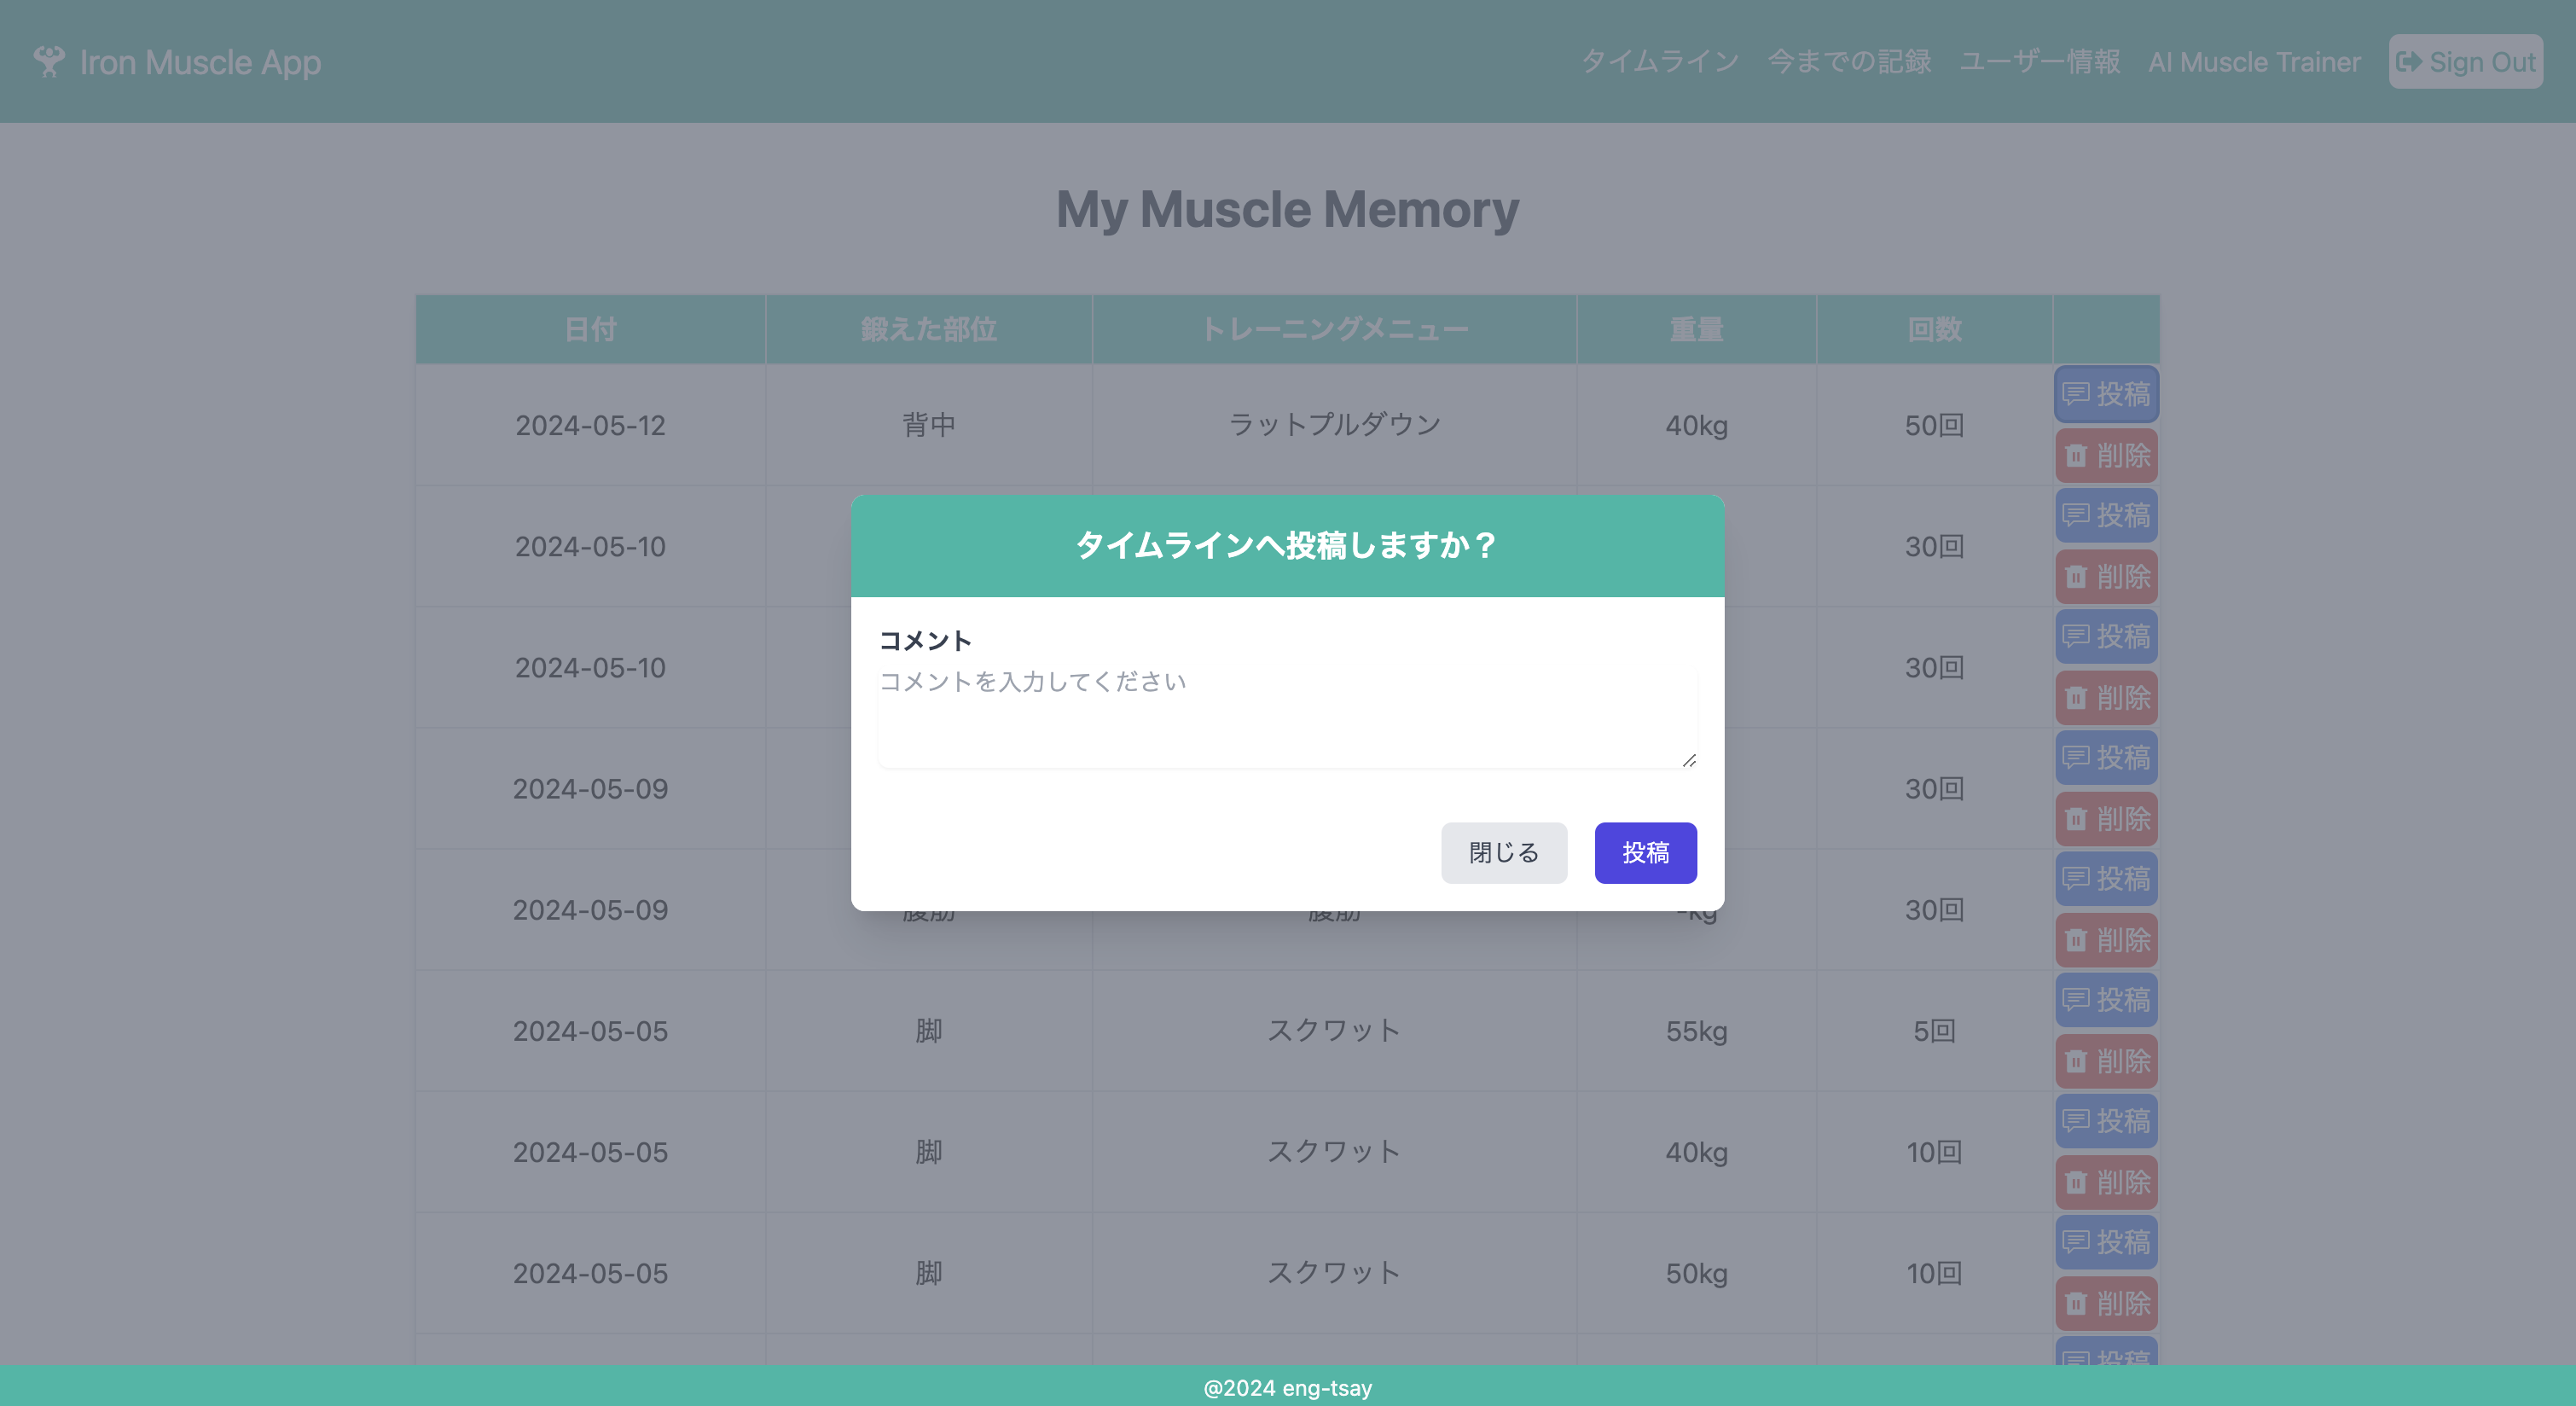 Iron Muscle App タイムライン 今までの記録 ユーザー情報 AI Muscle Trainer Sign Out
My Muscle Memory
日付 鍛えた部位 トレーニングメニュー 重量 回数
2024-05-12 背中 ラットプルダウン 40kg 50回 投稿
削除
2024-05-10 30回 投稿
削除
2024-05-10 30回 投稿
削除
2024-05-09 30回 投稿
削除
2024-05-09 腹筋 腹筋 -kg 30回 投稿
削除
2024-05-05 脚 スクワット 55kg 5回 投稿
削除
2024-05-05 脚 スクワット 40kg 10回 投稿
削除
2024-05-05 脚 スクワット 50kg 10回 投稿
削除
投稿
タイムラインへ投稿しますか？
コメント
コメントを入力してください
閉じる 投稿
@2024 eng-tsay